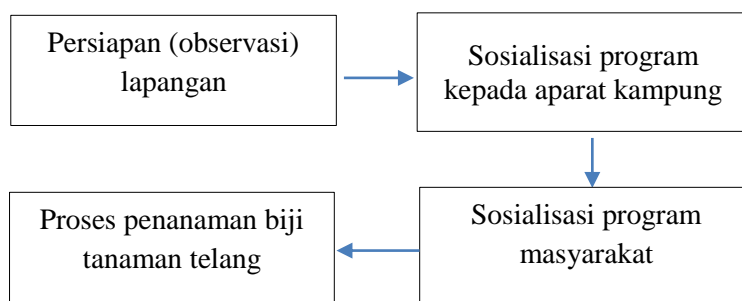 Persiapan (observasi)
lapangan
Sosialisasi program
kepada aparat kampung
Sosialisasi program
masyarakat
Proses penanaman biji
tanaman telang